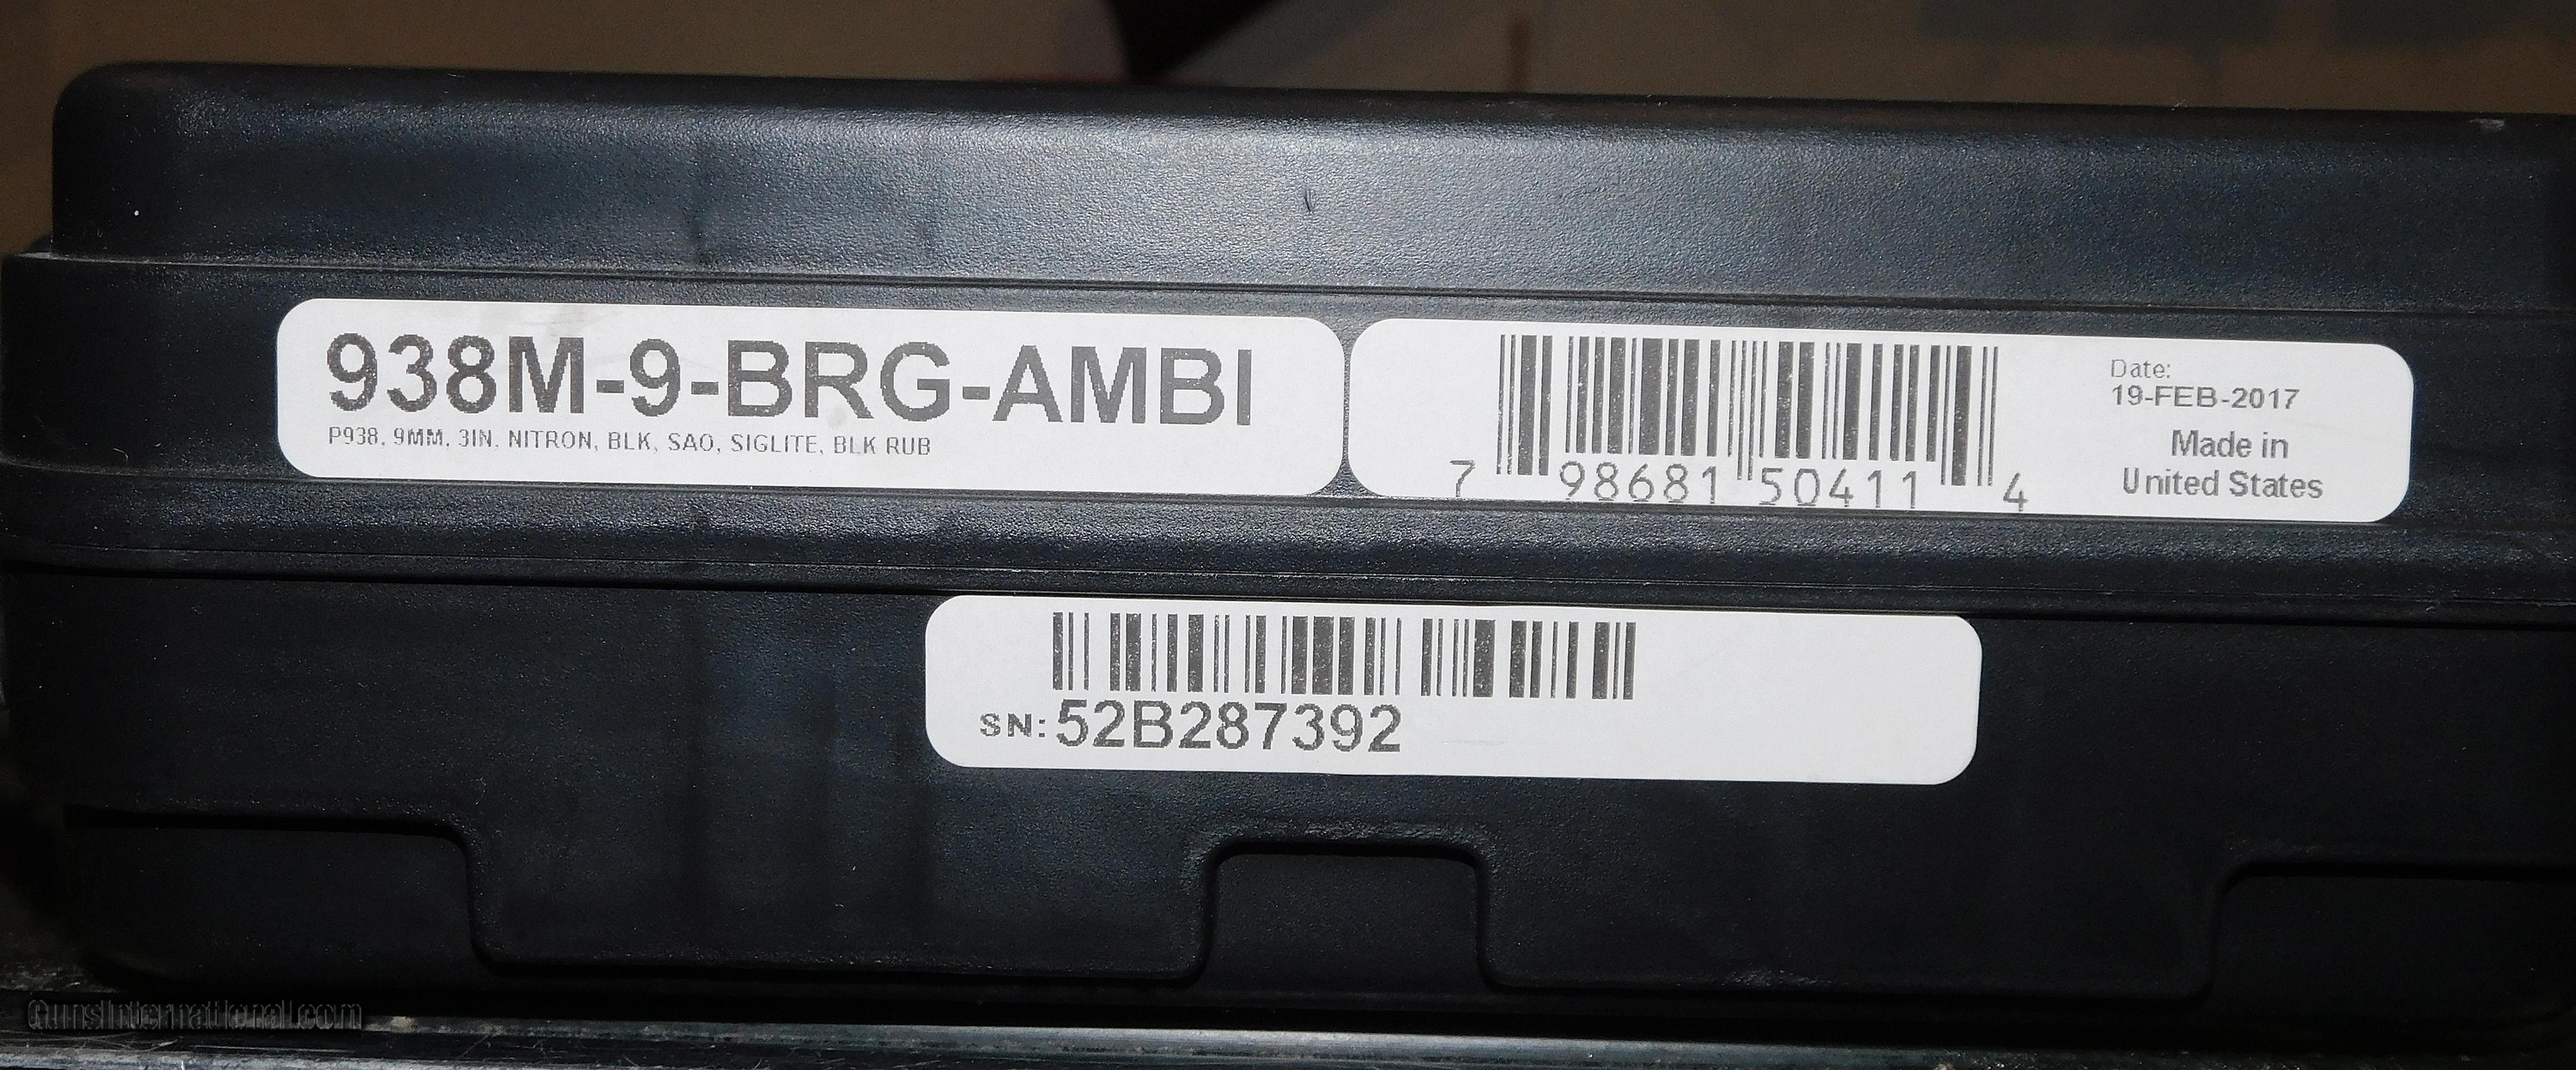 938M-9-BRG-AMBI
P938, 9MM, 3IN, NITRON, BLK, SAO, SIGLITE, BLK RUB
7 98681 50411 4
Date:
19-FEB-2017
Made in
United States
SN: 52B287392
GunsInternational.com